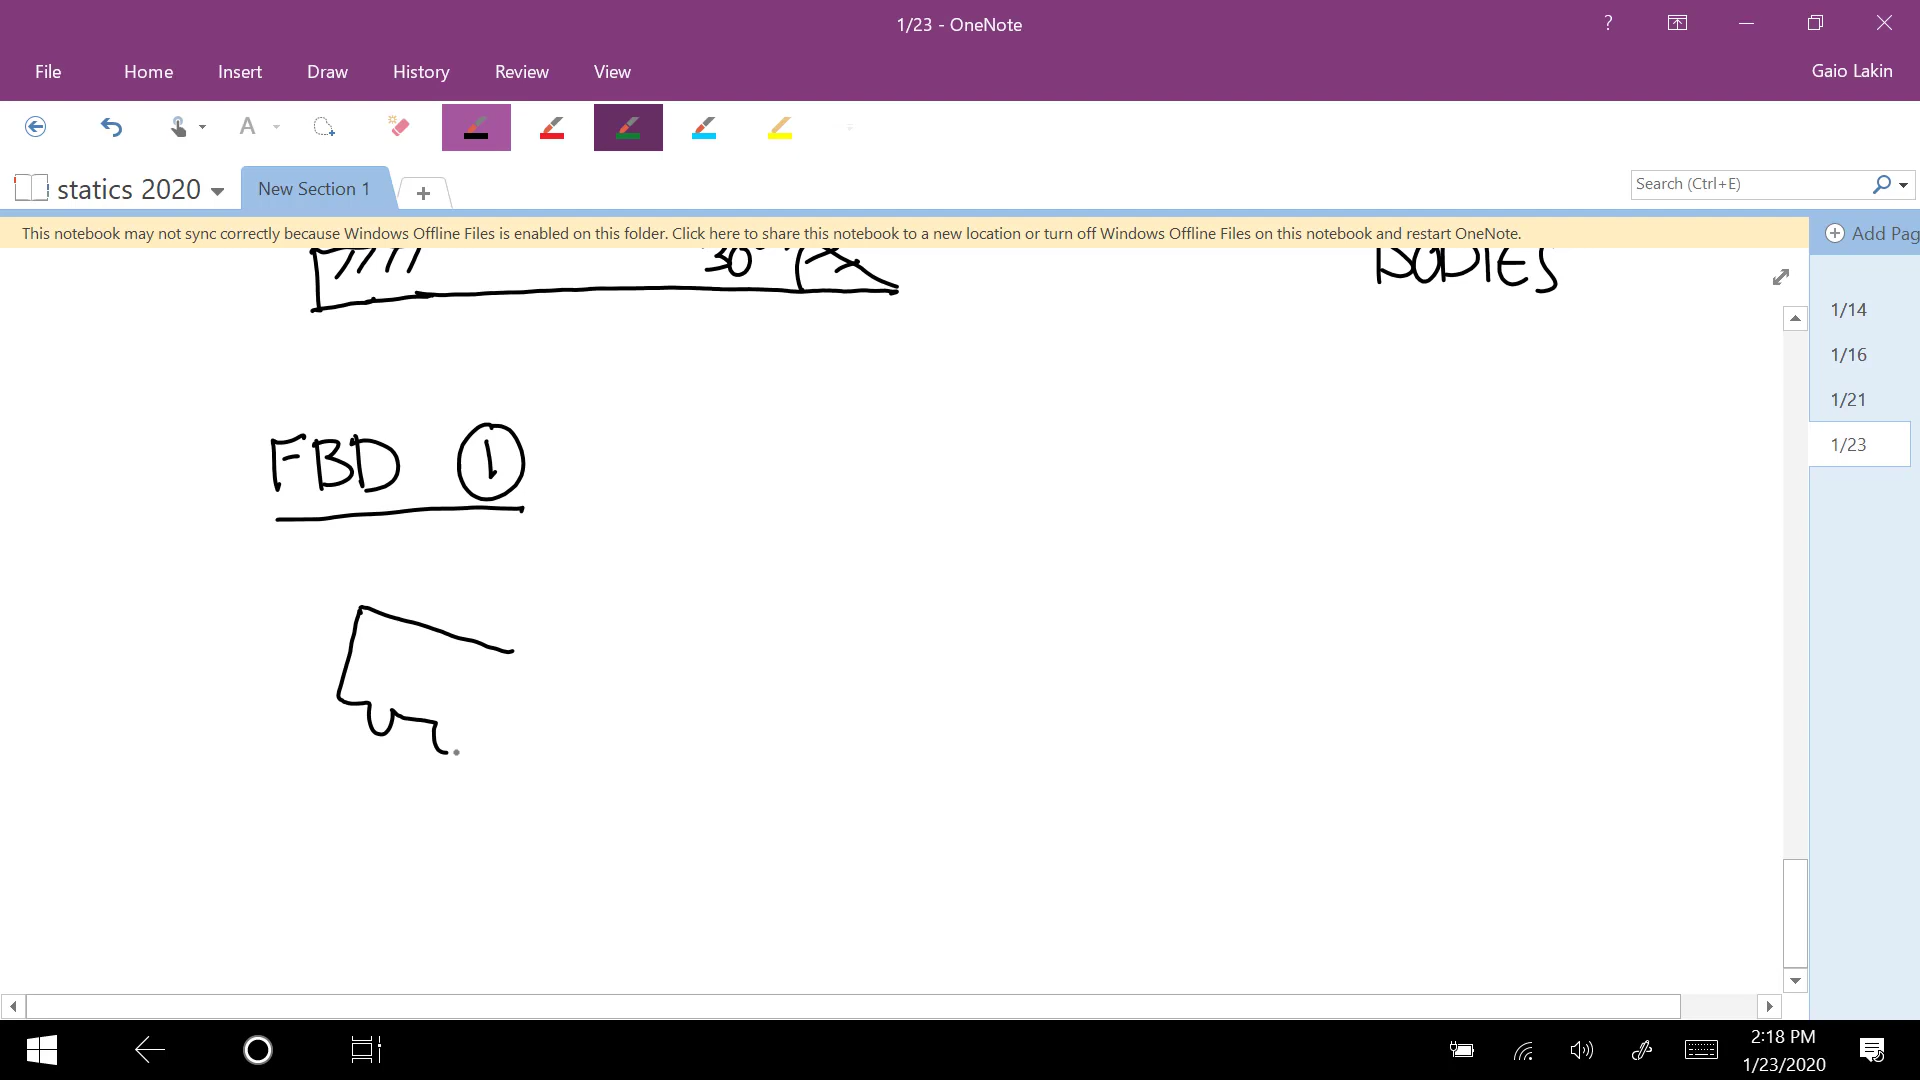 1/23 - OneNote
?
File Home Insert Draw History Review View
Gaio Lakin
A
statics 2020
New Section 1
Search (Ctrl+E)
This notebook may not sync correctly because Windows Offline Files is enabled on this folder. Click here to share this notebook to a new location or turn off Windows Offline Files on this notebook and restart OneNote.
Add Pag
30°
BODIES
1/14
1/16
1/21
1/23
FBD 1
2:18 PM
1/23/2020